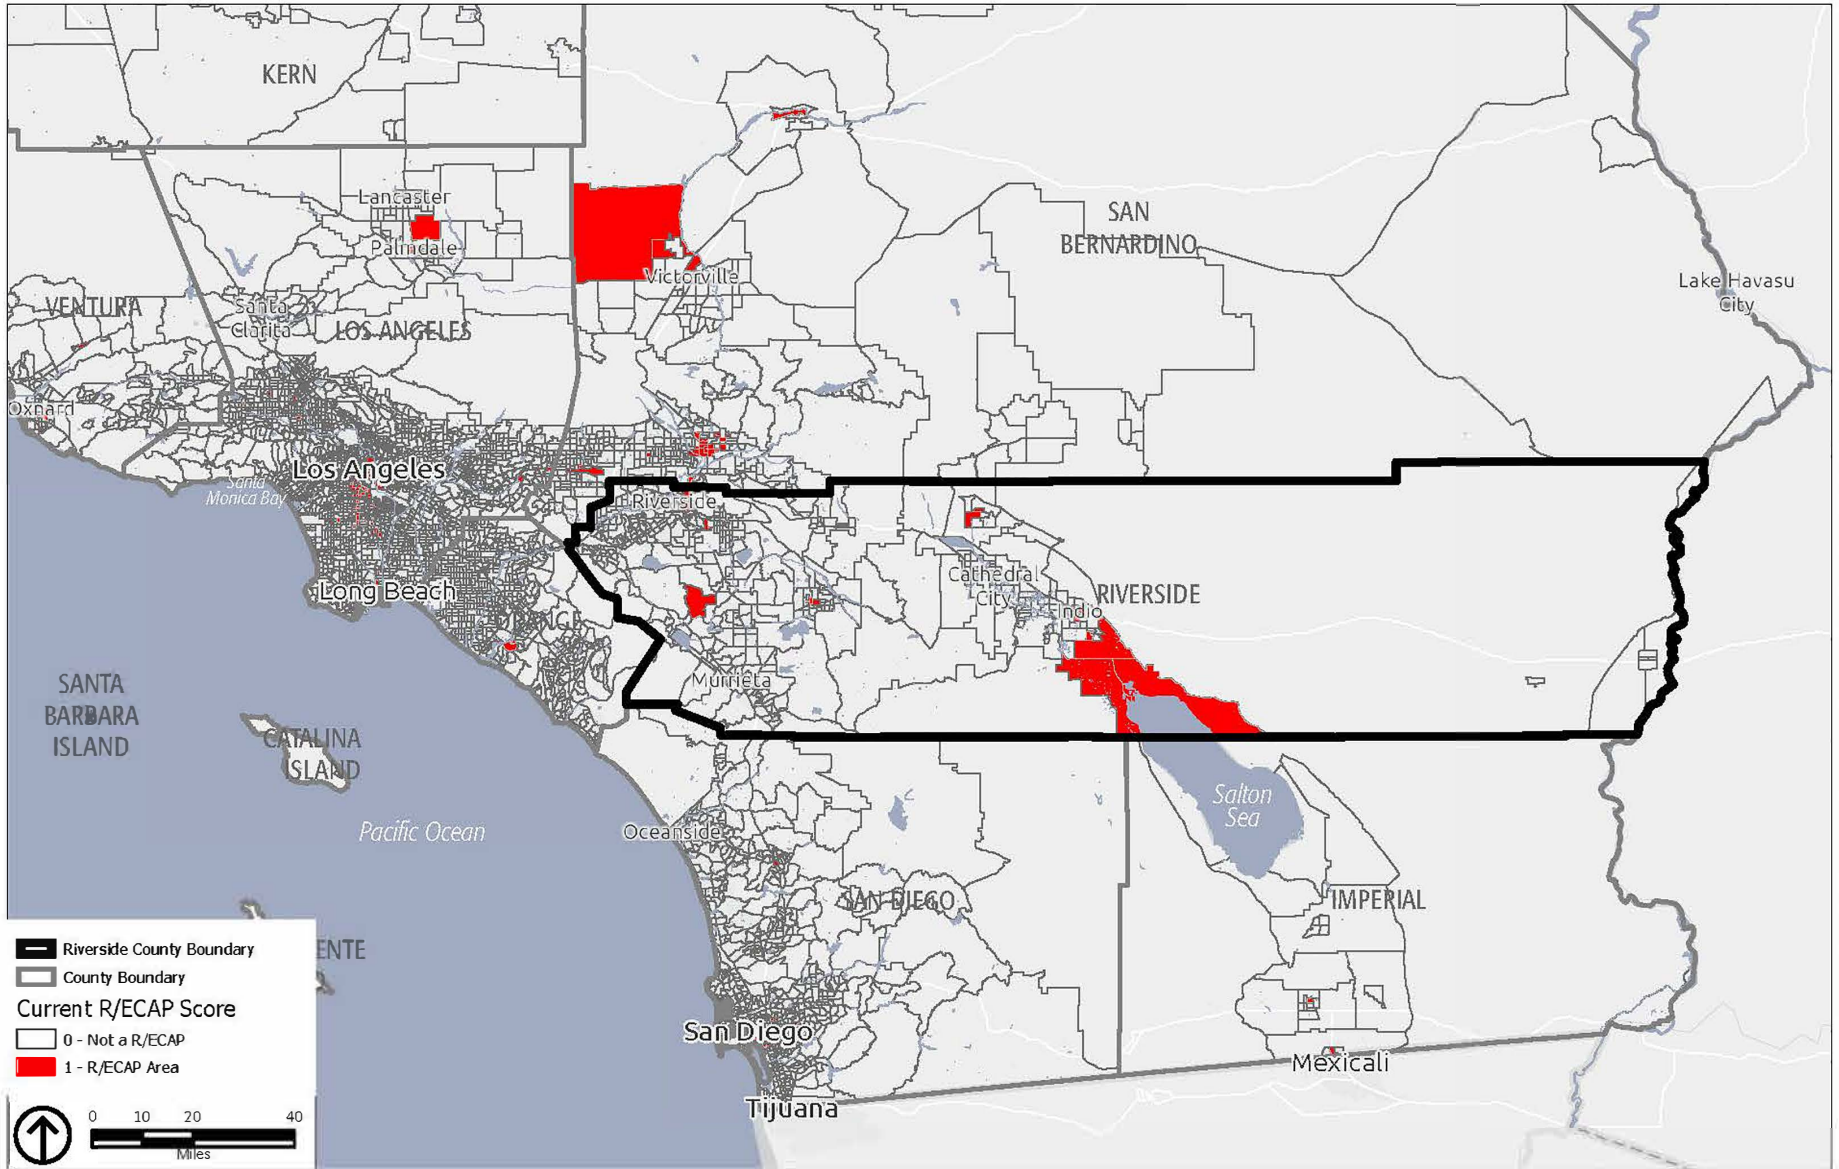 KERN
Lancaster
Palmdale
SAN
BERNARDINO
Victorville
Lake Havasu
City
VENTURA
Santa
Clarita
LOS ANGELES
Oxnard
Los Angeles
Santa
Monica Bay
Riverside
Long Beach
Cathedral
City
RIVERSIDE
Indio
Murrieta
SANTA
BARBARA
ISLAND
CATALINA
ISLAND
Pacific Ocean
Oceanside
Salton
Sea
SAN DIEGO
IMPERIAL
ENTE
San Diego
Mexicali
Tijuana
Riverside County Boundary
County Boundary
Current R/ECAP Score
0 - Not a R/ECAP
1 - R/ECAP Area
0 10 20 40
Miles